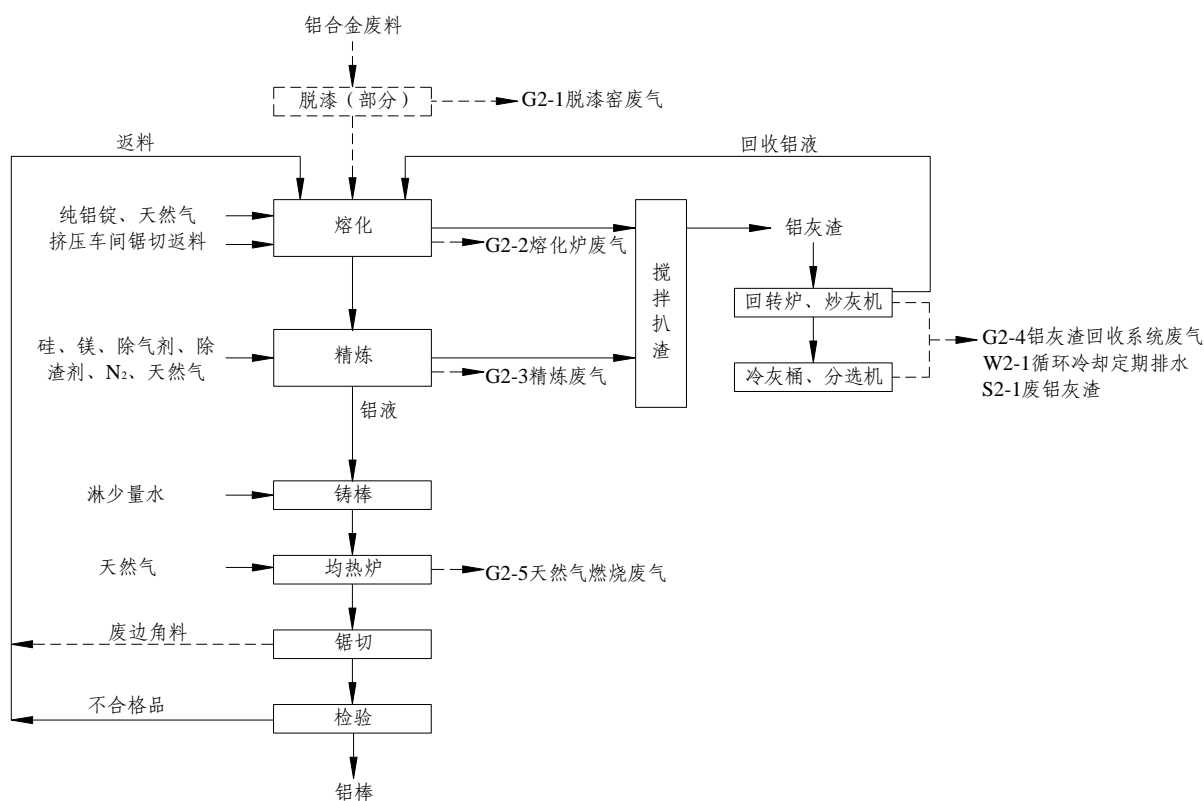 铝合金废料
脱漆（部分）
G2-1脱漆窑废气
返料
回收铝液
纯铝锭、天然气
挤压车间锯切返料
熔化
G2-2熔化炉废气
搅拌扒渣
铝灰渣
回转炉、炒灰机
冷灰桶、分选机
G2-4铝灰渣回收系统废气
W2-1循环冷却定期排水
S2-1废铝灰渣
硅、镁、除气剂、除
渣剂、N₂、天然气
精炼
G2-3精炼废气
铝液
淋少量水
铸棒
天然气
均热炉
G2-5天然气燃烧废气
废边角料
锯切
不合格品
检验
铝棒